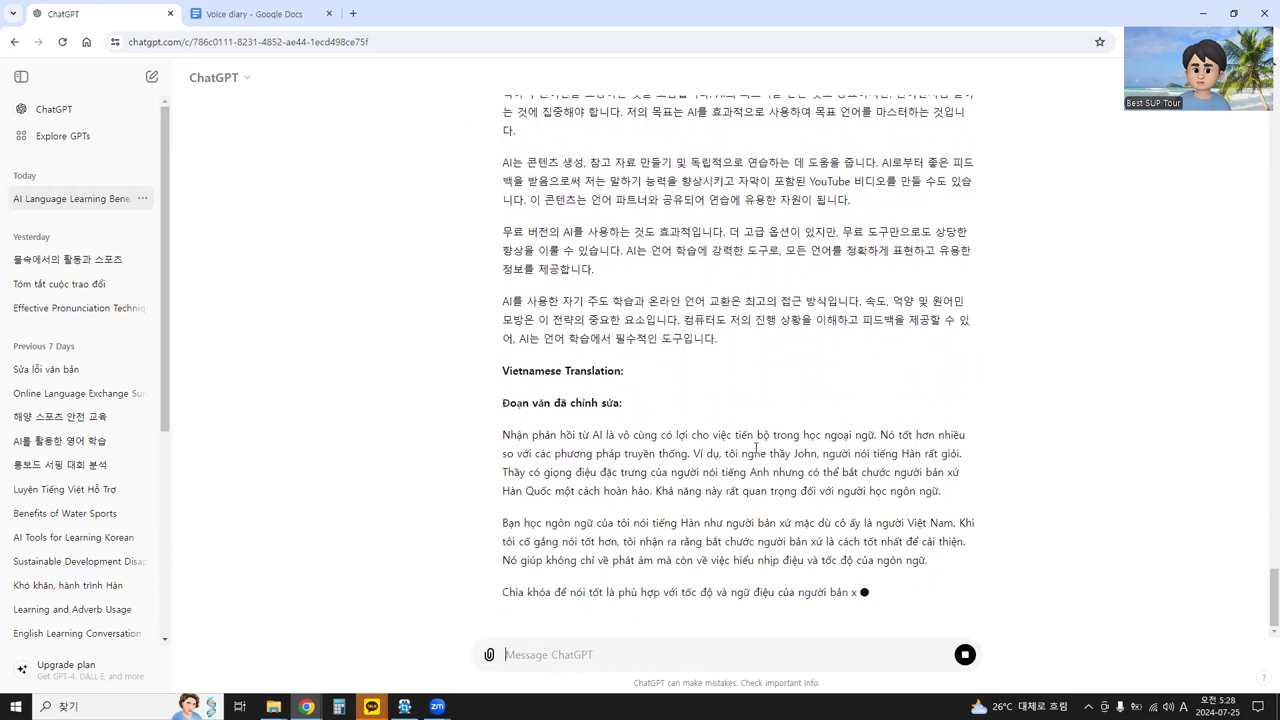 ChatGPT
Voice diary - Google Docs
chatgpt.com/c/786c0111-8231-4852-ae44-1ecd498ce75f
Best SUP Tour
ChatGPT
Explore GPTs
Today
AI Language Learning Bene
Yesterday
물속에서의 활동과 스포츠
Tóm tắt cuộc trao đổi
Effective Pronunciation Techniq
Previous 7 Days
Sửa lỗi văn bản
Online Language Exchange Sur
해양 스포츠 안전 교육
AI를 활용한 영어 학습
롱보드 서핑 대회 분석
Luyện Tiếng Việt Hỗ Trợ
Benefits of Water Sports
AI Tools for Learning Korean
Sustainable Development Disap
Khó khăn, hành trình Hàn
Learning and Adverb Usage
English Learning Conversation
Upgrade plan
Get GPT-4, DALL·E, and more
ChatGPT
는 것에 집중해야 합니다. 저의 목표는 AI를 효과적으로 사용하여 목표 언어를 마스터하는 것입니
다.
AI는 콘텐츠 생성, 참고 자료 만들기 및 독립적으로 연습하는 데 도움을 줍니다. AI로부터 좋은 피드
백을 받음으로써 저는 말하기 능력을 향상시키고 자막이 포함된 YouTube 비디오를 만들 수도 있습
니다. 이 콘텐츠는 언어 파트너와 공유되어 연습에 유용한 자원이 됩니다.
무료 버전의 AI를 사용하는 것도 효과적입니다. 더 고급 옵션이 있지만, 무료 도구만으로도 상당한
향상을 이룰 수 있습니다. AI는 언어 학습에 강력한 도구로, 모든 언어를 정확하게 표현하고 유용한
정보를 제공합니다.
AI를 사용한 자기 주도 학습과 온라인 언어 교환은 최고의 접근 방식입니다. 속도, 억양 및 원어민
모방은 이 전략의 중요한 요소입니다. 컴퓨터도 저의 진행 상황을 이해하고 피드백을 제공할 수 있
어, AI는 언어 학습에서 필수적인 도구입니다.
Vietnamese Translation:
Đoạn văn đã chỉnh sửa:
Nhận phản hồi từ AI là vô cùng có lợi cho việc tiến bộ trong học ngoại ngữ. Nó tốt hơn nhiều
so với các phương pháp truyền thống. Ví dụ, tôi nghe thầy John, người nói tiếng Hàn rất giỏi.
Thầy có giọng điệu đặc trưng của người nói tiếng Anh nhưng có thể bắt chước người bản xứ
Hàn Quốc một cách hoàn hảo. Khả năng này rất quan trọng đối với người học ngôn ngữ.
Bạn học ngôn ngữ của tôi nói tiếng Hàn như người bản xứ mặc dù cô ấy là người Việt Nam. Khi
tôi cố gắng nói tốt hơn, tôi nhận ra rằng bắt chước người bản xứ là cách tốt nhất để cải thiện.
Nó giúp không chỉ về phát âm mà còn về việc hiểu nhịp điệu và tốc độ của ngôn ngữ.
Chìa khóa để nói tốt là phù hợp với tốc độ và ngữ điệu của người bản x
Message ChatGPT
ChatGPT can make mistakes. Check important info.
찾기
TALK
zm
26°C 대체로 흐림
A
오전 5:28
2024-07-25